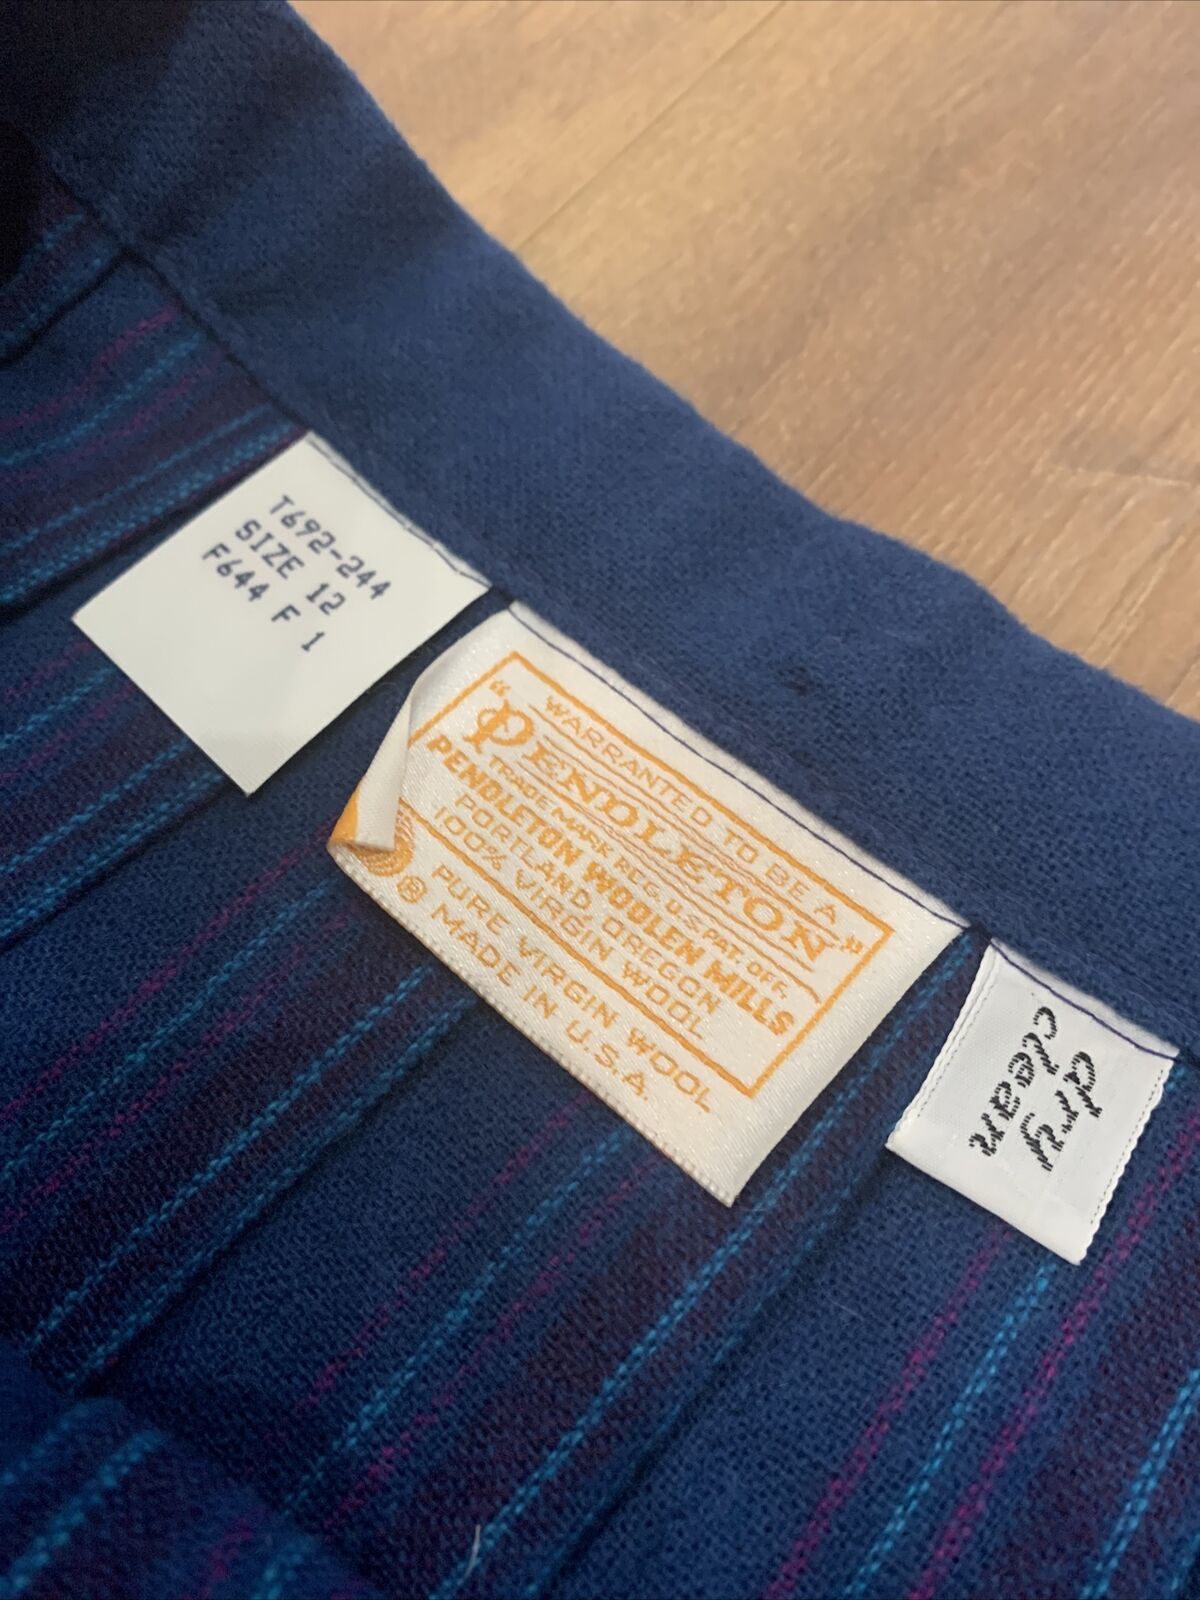 T692-244
SIZE 12
F644 F 1
WARRANTED TO BE A
"PENDLETON"
TRADE MARK REG. U.S. PAT. OFF.
PENDLETON WOOLEN MILLS
PORTLAND, OREGON
100% VIRGIN WOOL
® PURE VIRGIN WOOL
MADE IN U.S.A.
dry
clean